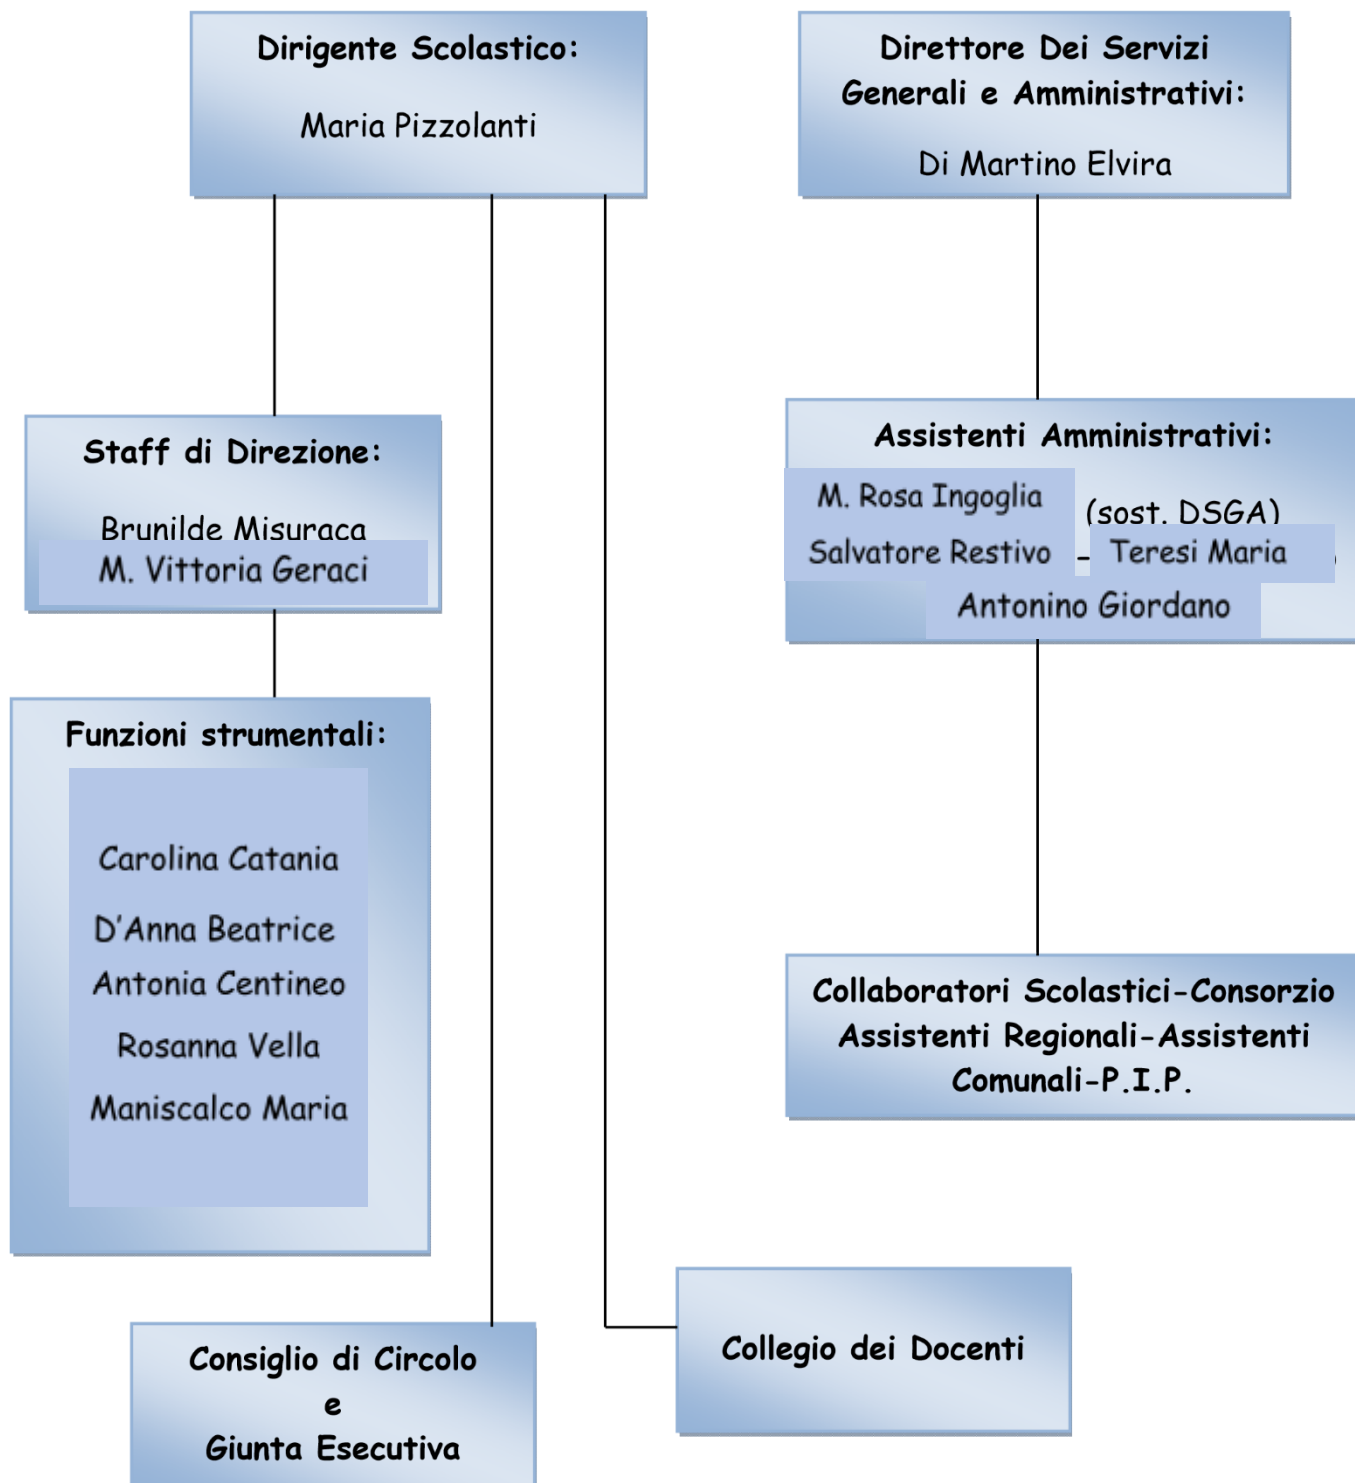 Dirigente Scolastico:
Maria Pizzolanti
Direttore Dei Servizi
Generali e Amministrativi:
Di Martino Elvira
Staff di Direzione:
Brunilde Misuraca
M. Vittoria Geraci
Assistenti Amministrativi:
M. Rosa Ingoglia (sost. DSGA)
Salvatore Restivo - Teresi Maria
Antonino Giordano
Funzioni strumentali:
Carolina Catania
D'Anna Beatrice
Antonia Centineo
Rosanna Vella
Maniscalco Maria
Collaboratori Scolastici-Consorzio
Assistenti Regionali-Assistenti
Comunali-P.I.P.
Consiglio di Circolo
e
Giunta Esecutiva
Collegio dei Docenti